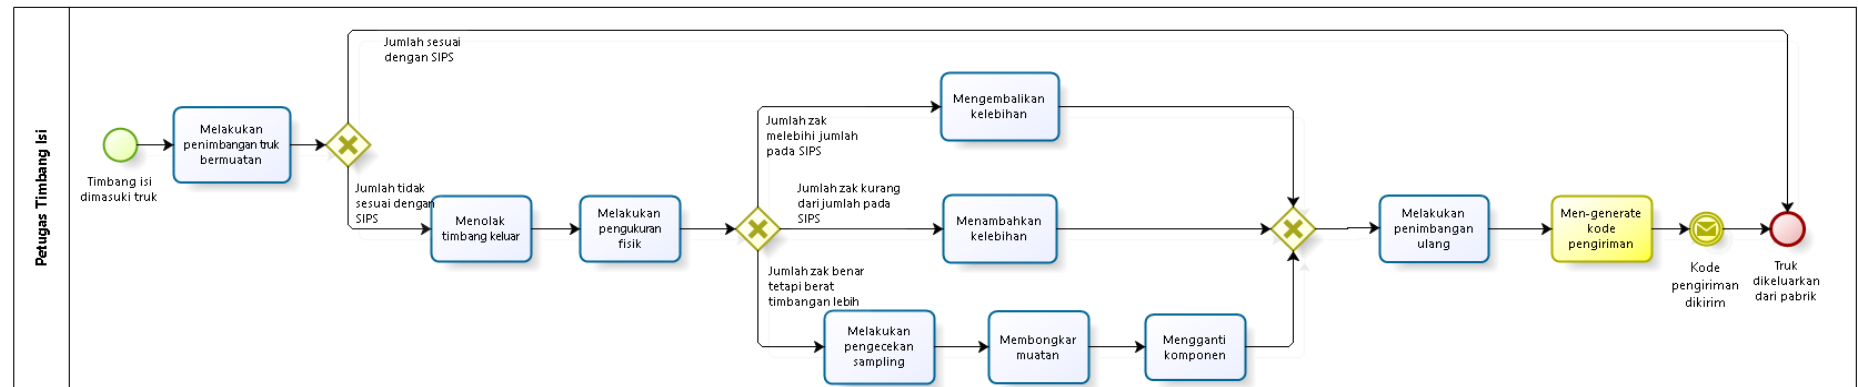 Petugas Timbang Isi
Timbang isi
dimasuki truk
Melakukan
penimbangan truk
bermuatan
Jumlah sesuai
dengan SIPS
Jumlah tidak
sesuai dengan
SIPS
Menolak
timbang keluar
Melakukan
pengukuran
fisik
Jumlah zak
melebihi jumlah
pada SIPS
Mengembalikan
kelebihan
Jumlah zak kurang
dari jumlah pada
SIPS
Menambahkan
kelebihan
Jumlah zak benar
tetapi berat
timbangan lebih
Melakukan
pengecekan
sampling
Membongkar
muatan
Mengganti
komponen
Melakukan
penimbangan
ulang
Men-generate
kode
pengiriman
Kode
pengiriman
dikirim
Truk
dikeluarkan
dari pabrik